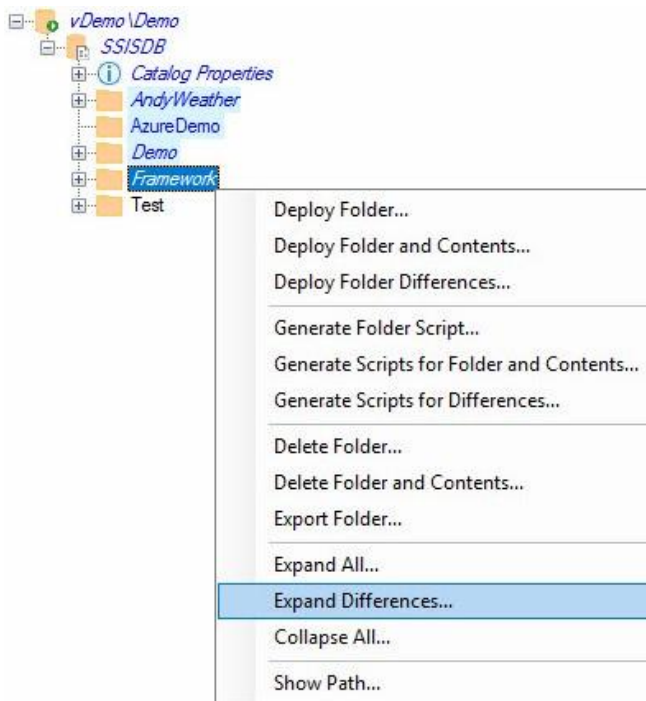 vDemo\Demo
SSISDB
Catalog Properties
AndyWeather
AzureDemo
Demo
Framework
Test
Deploy Folder...
Deploy Folder and Contents...
Deploy Folder Differences...
Generate Folder Script...
Generate Scripts for Folder and Contents...
Generate Scripts for Differences...
Delete Folder...
Delete Folder and Contents...
Export Folder...
Expand All...
Expand Differences...
Collapse All...
Show Path...